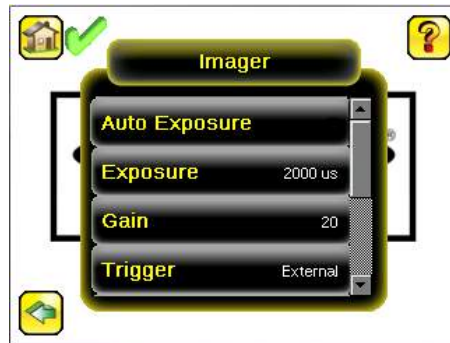 Imager
Auto Exposure
Exposure 2000 us
Gain 20
Trigger External